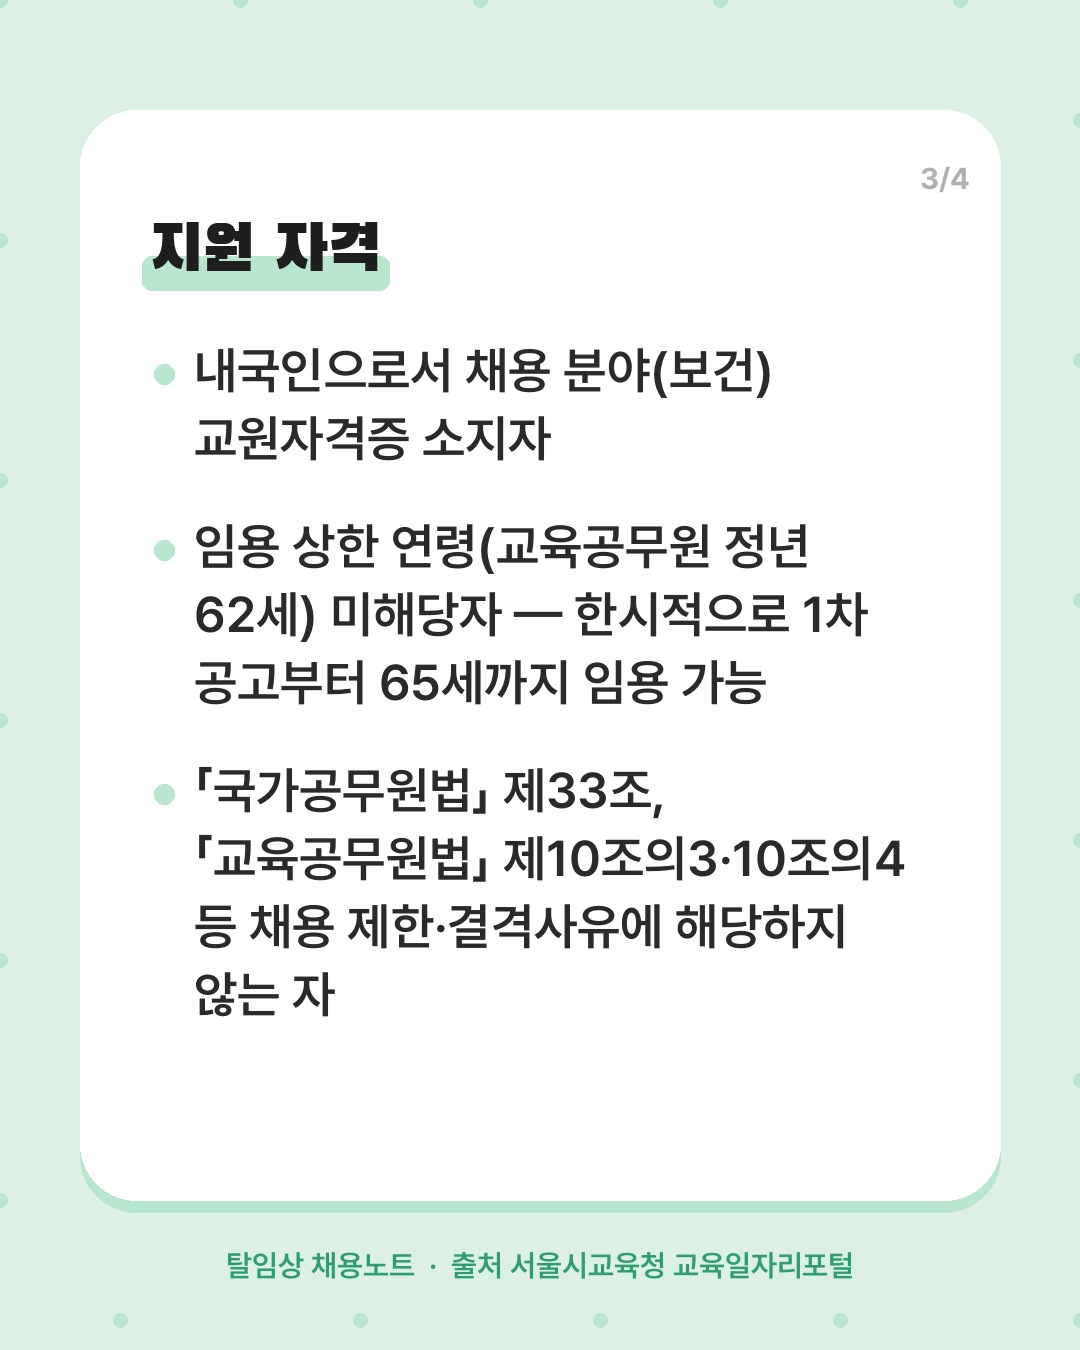 3/4
지원 자격
내국인으로서 채용 분야(보건)
교원자격증 소지자
임용 상한 연령(교육공무원 정년
62세) 미해당자 — 한시적으로 1차
공고부터 65세까지 임용 가능
「국가공무원법」 제33조,
「교육공무원법」 제10조의3·10조의4
등 채용 제한·결격사유에 해당하지
않는 자
탈임상 채용노트 · 출처 서울시교육청 교육일자리포털